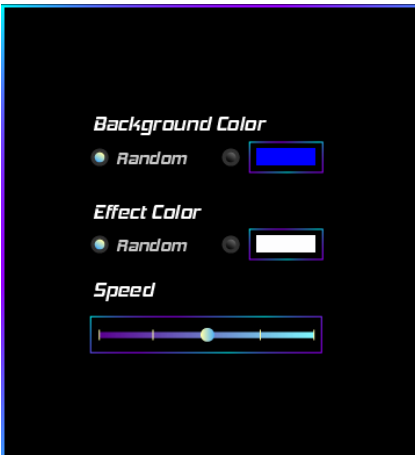 Background Color
Random
Effect Color
Random
Speed